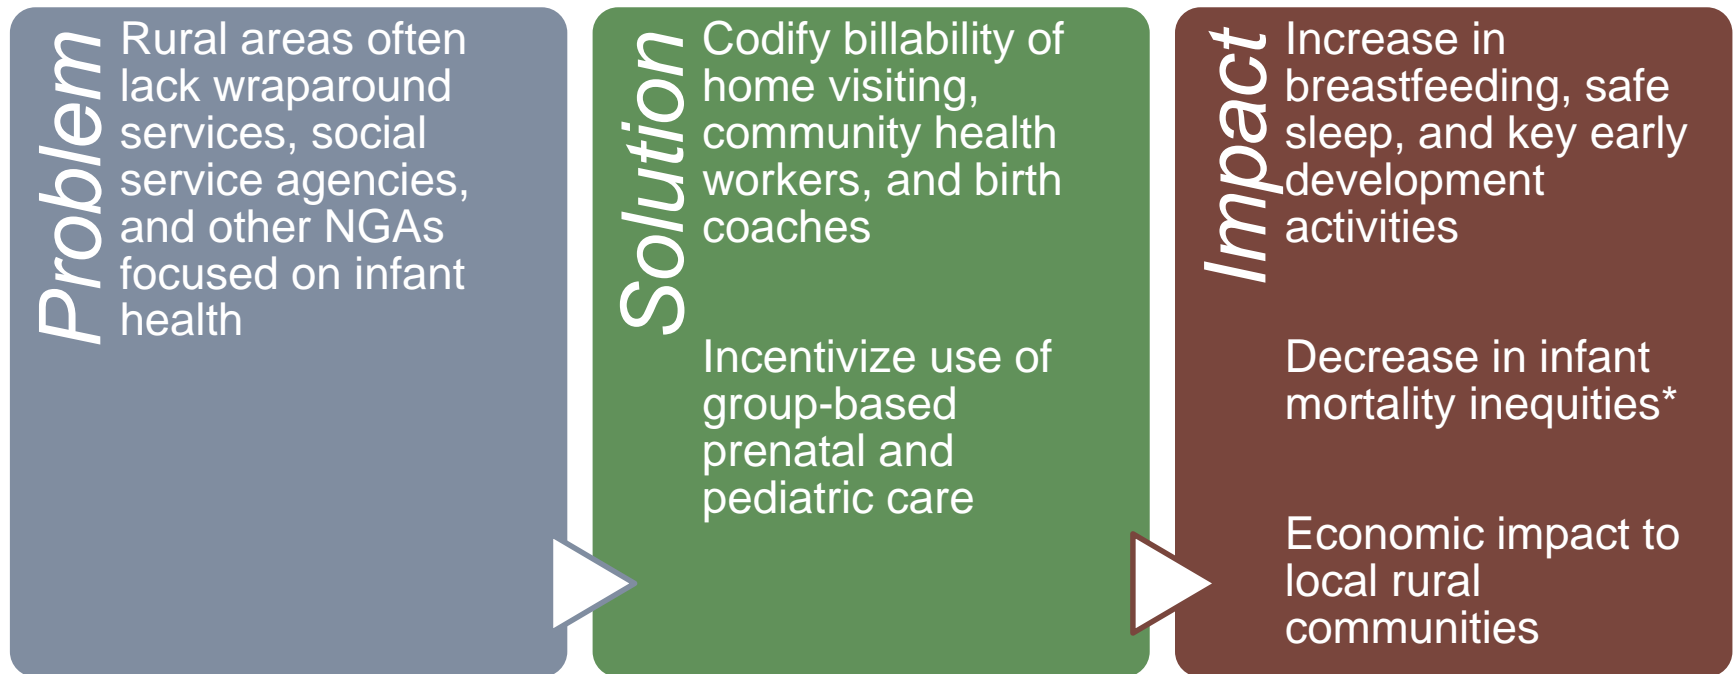 Problem
Rural areas often
lack wraparound
services, social
service agencies,
and other NGAs
focused on infant
health
Solution
Codify billability of
home visiting,
community health
workers, and birth
coaches
Incentivize use of
group-based
prenatal and
pediatric care
Impact
Increase in
breastfeeding, safe
sleep, and key early
development
activities
Decrease in infant
mortality inequities*
Economic impact to
local rural
communities